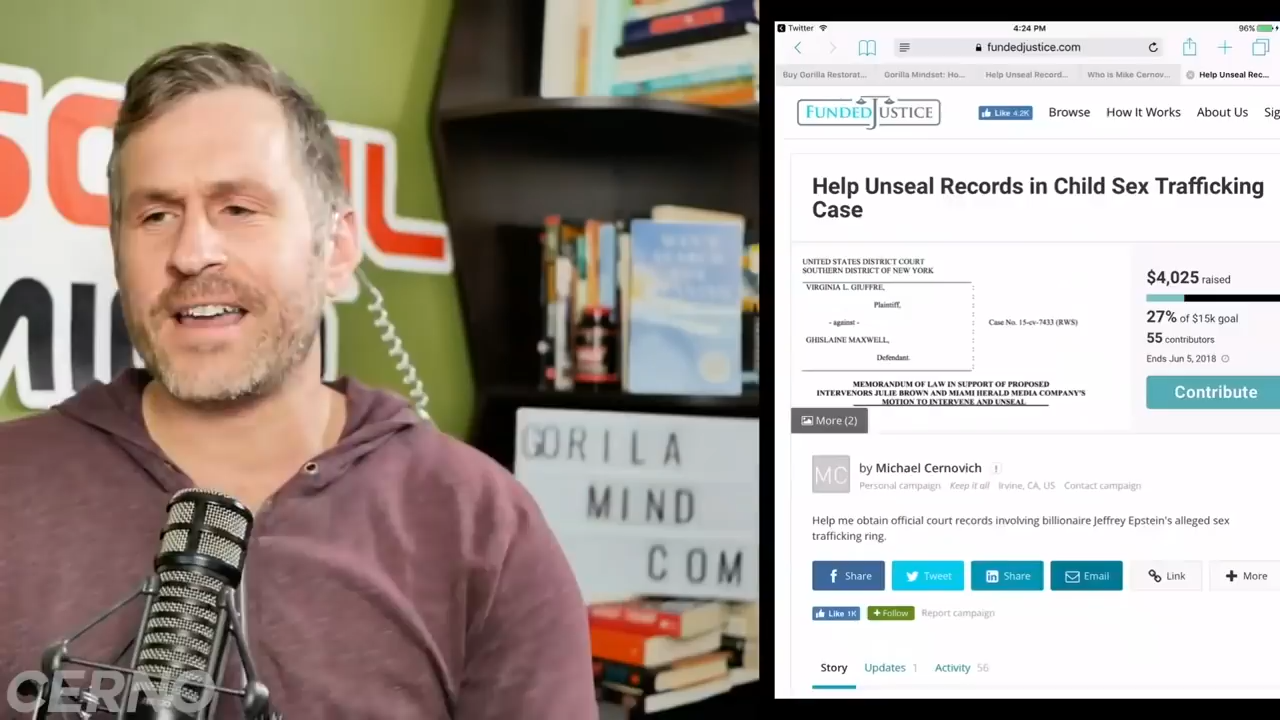 GORILA
MIND
COM
CERNO
Twitter
4:24 PM
96%
fundedjustice.com
Buy Gorilla Restorat...
Gorilla Mindset: Ho...
Help Unseal Record...
Who is Mike Cernov...
Help Unseal Rec...
FUNDEDJUSTICE
Like 4.2K
Browse
How It Works
About Us
Sig
Help Unseal Records in Child Sex Trafficking
Case
UNITED STATES DISTRICT COURT
SOUTHERN DISTRICT OF NEW YORK
VIRGINIA L. GIUFFRE,
Plaintiff,
- against -
Case No. 15-cv-7433 (RWS)
GHISLAINE MAXWELL,
Defendant.
MEMORANDUM OF LAW IN SUPPORT OF PROPOSED
INTERVENORS JULIE BROWN AND MIAMI HERALD MEDIA COMPANY'S
MOTION TO INTERVENE AND UNSEAL
More (2)
$4,025 raised
27% of $15k goal
55 contributors
Ends Jun 5, 2018
Contribute
MC
by Michael Cernovich
Personal campaign Keep it all Irvine, CA, US Contact campaign
Help me obtain official court records involving billionaire Jeffrey Epstein's alleged sex
trafficking ring.
Share
Tweet
Share
Email
Link
More
Like 1K
+ Follow
Report campaign
Story
Updates 1
Activity 56